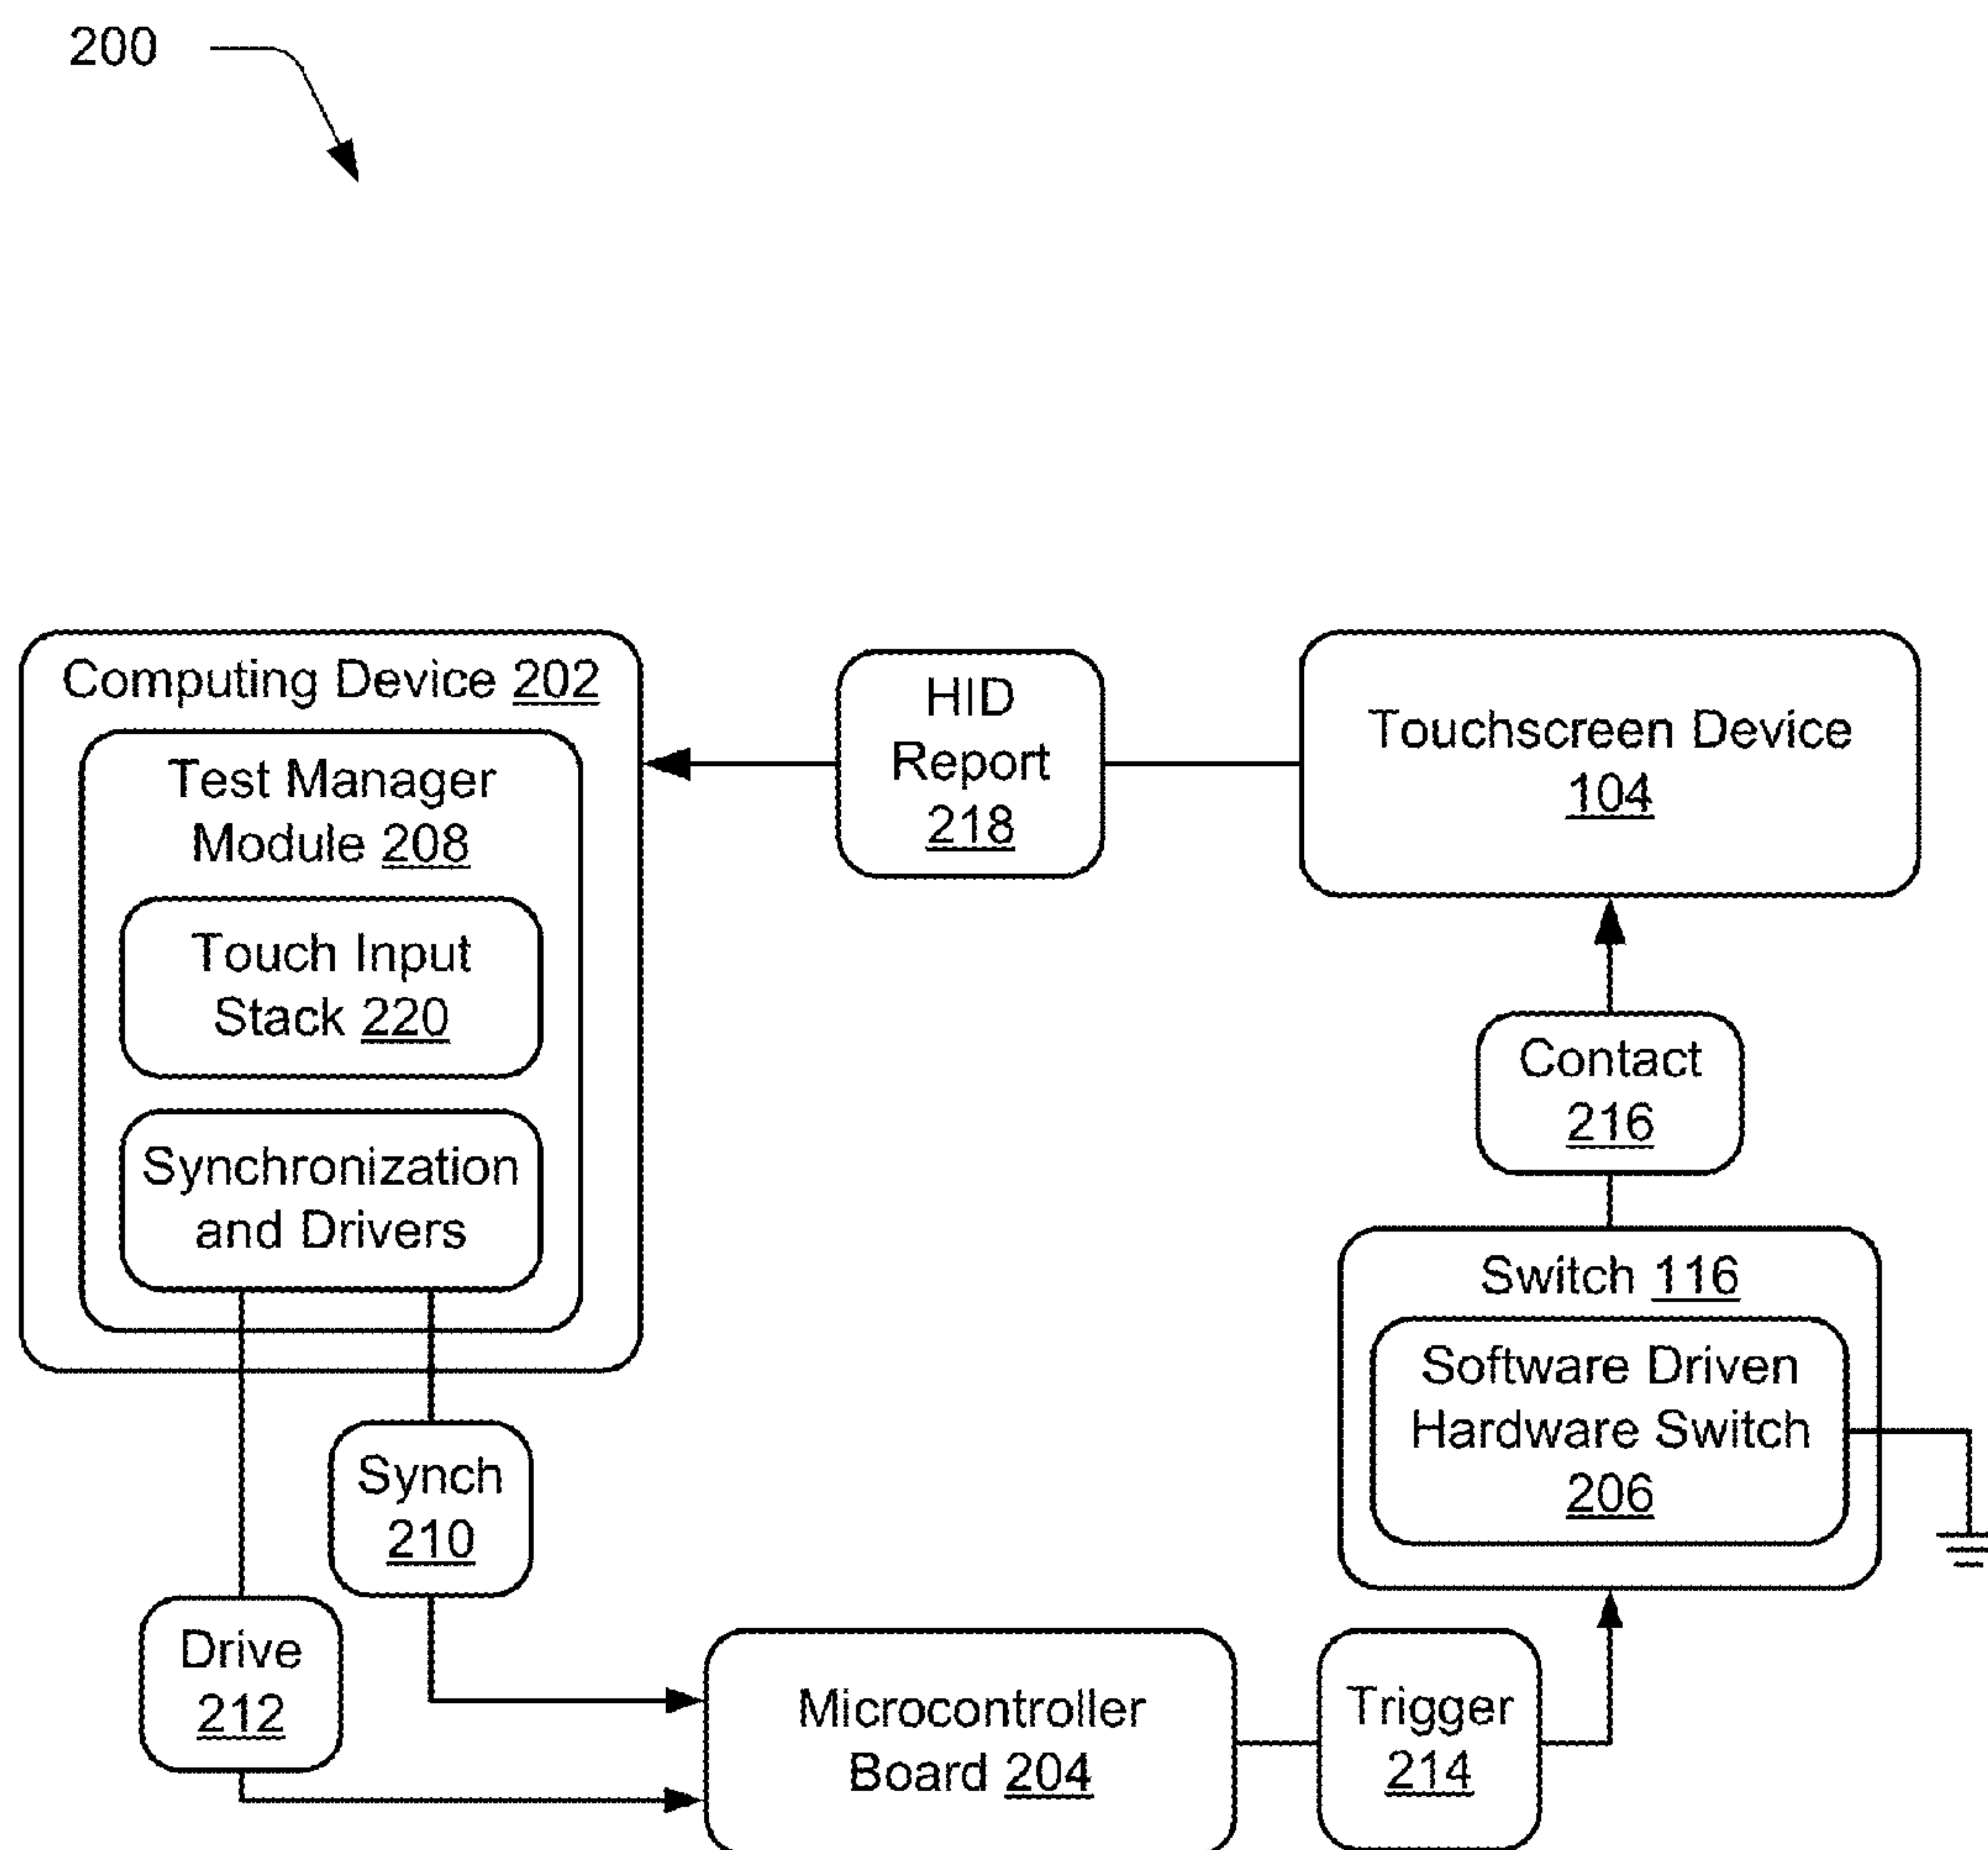 200
Computing Device 202
Test Manager
Module 208
Touch Input
Stack 220
Synchronization
and Drivers
HID
Report
218
Touchscreen Device
104
Contact
216
Switch 116
Software Driven
Hardware Switch
206
Synch
210
Drive
212
Microcontroller
Board 204
Trigger
214